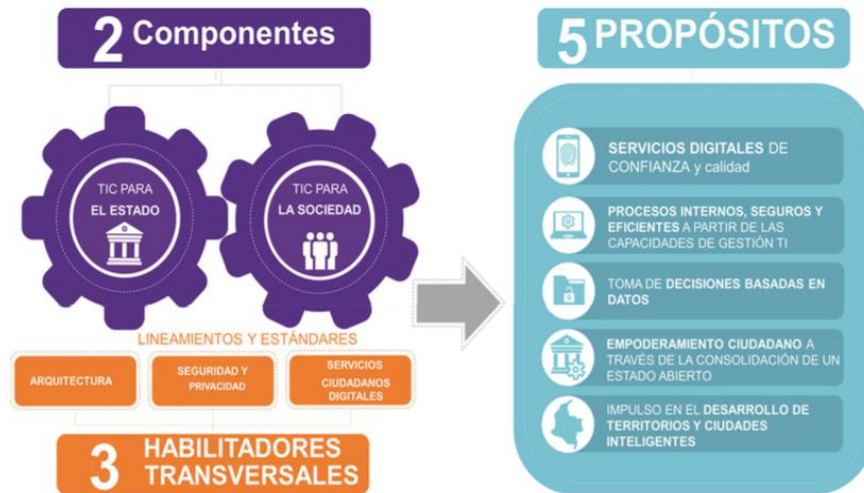 2 Componentes
TIC PARA
EL ESTADO
TIC PARA
LA SOCIEDAD
LINEAMIENTOS Y ESTÁNDARES
ARQUITECTURA
SEGURIDAD Y
PRIVACIDAD
SERVICIOS
CIUDADANOS
DIGITALES
3 HABILITADORES
TRANSVERSALES
5 PROPÓSITOS
SERVICIOS DIGITALES DE
CONFIANZA y calidad
PROCESOS INTERNOS, SEGUROS Y
EFICIENTES A PARTIR DE LAS
CAPACIDADES DE GESTIÓN TI
TOMA DE DECISIONES BASADAS EN
DATOS
EMPODERAMIENTO CIUDADANO A
TRAVÉS DE LA CONSOLIDACIÓN DE UN
ESTADO ABIERTO
IMPULSO EN EL DESARROLLO DE
TERRITORIOS Y CIUDADES
INTELIGENTES